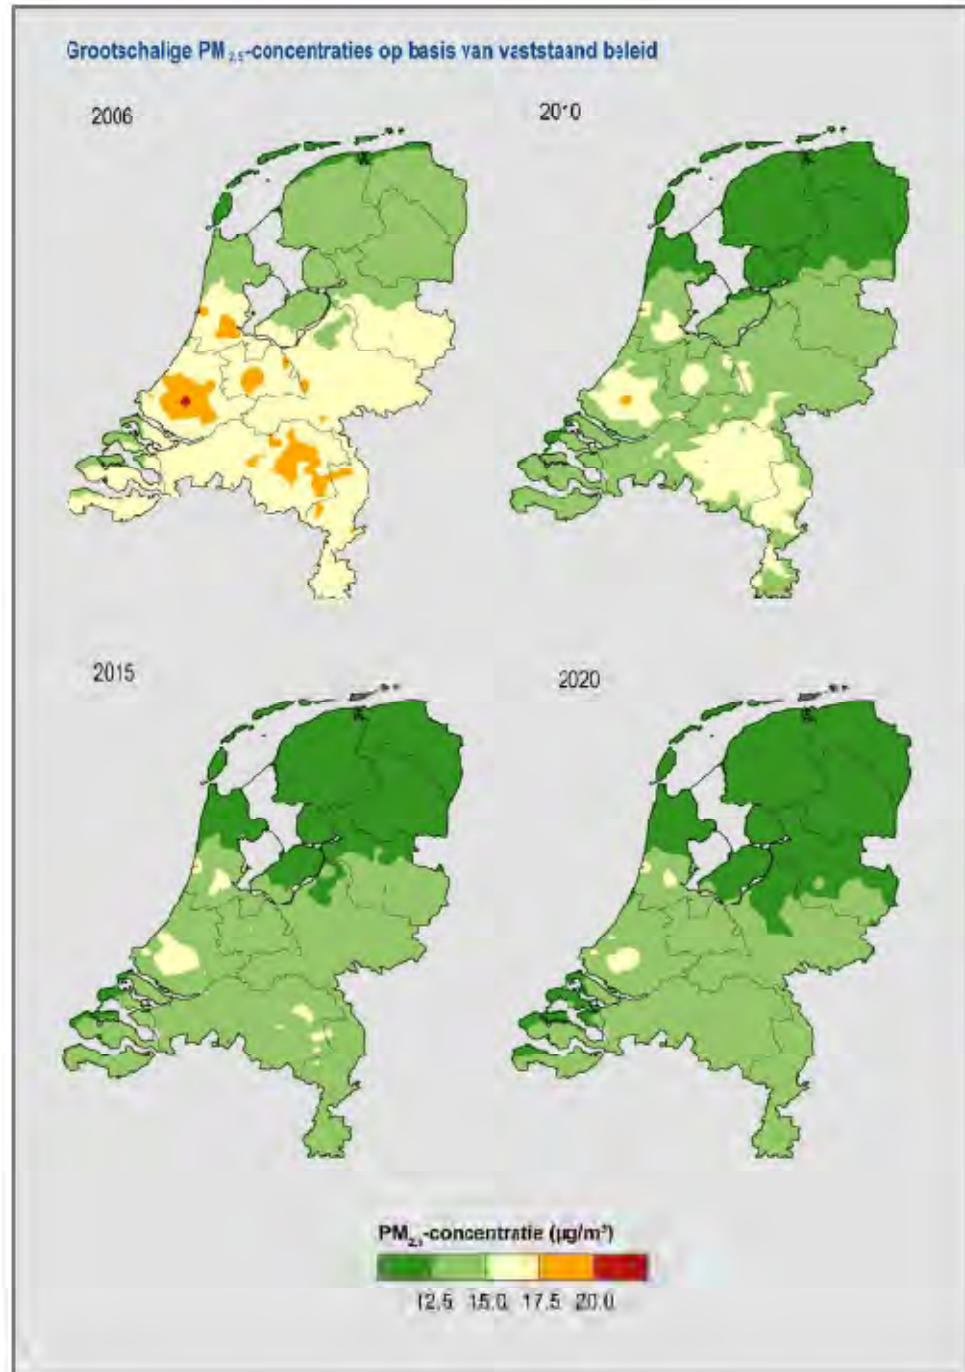 Grootschalige PM2,5-concentraties op basis van vaststaand beleid
2006
2010
2015
2020
PM2,5-concentratie (µg/m³)
12.5 15.0 17.5 20.0